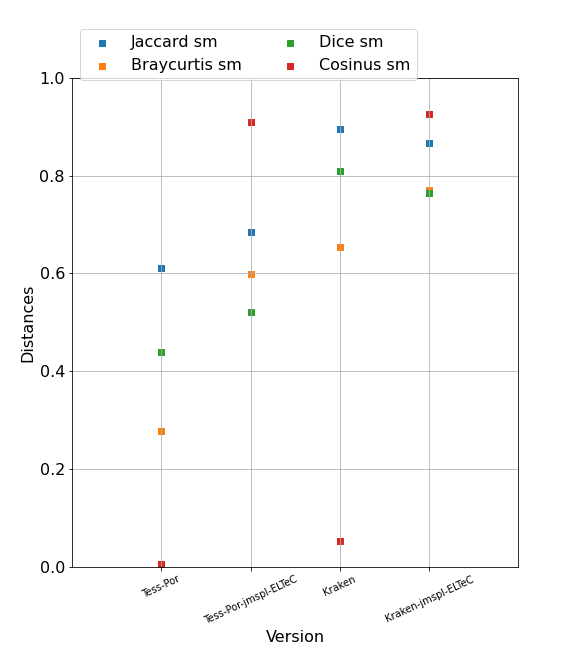 Jaccard sm
Dice sm
Braycurtis sm
Cosinus sm
1.0
0.8
0.6
0.4
0.2
0.0
Distances
Tess-Por
Tess-Por-jmspl-ELTeC
Kraken
Kraken-jmspl-ELTeC
Version